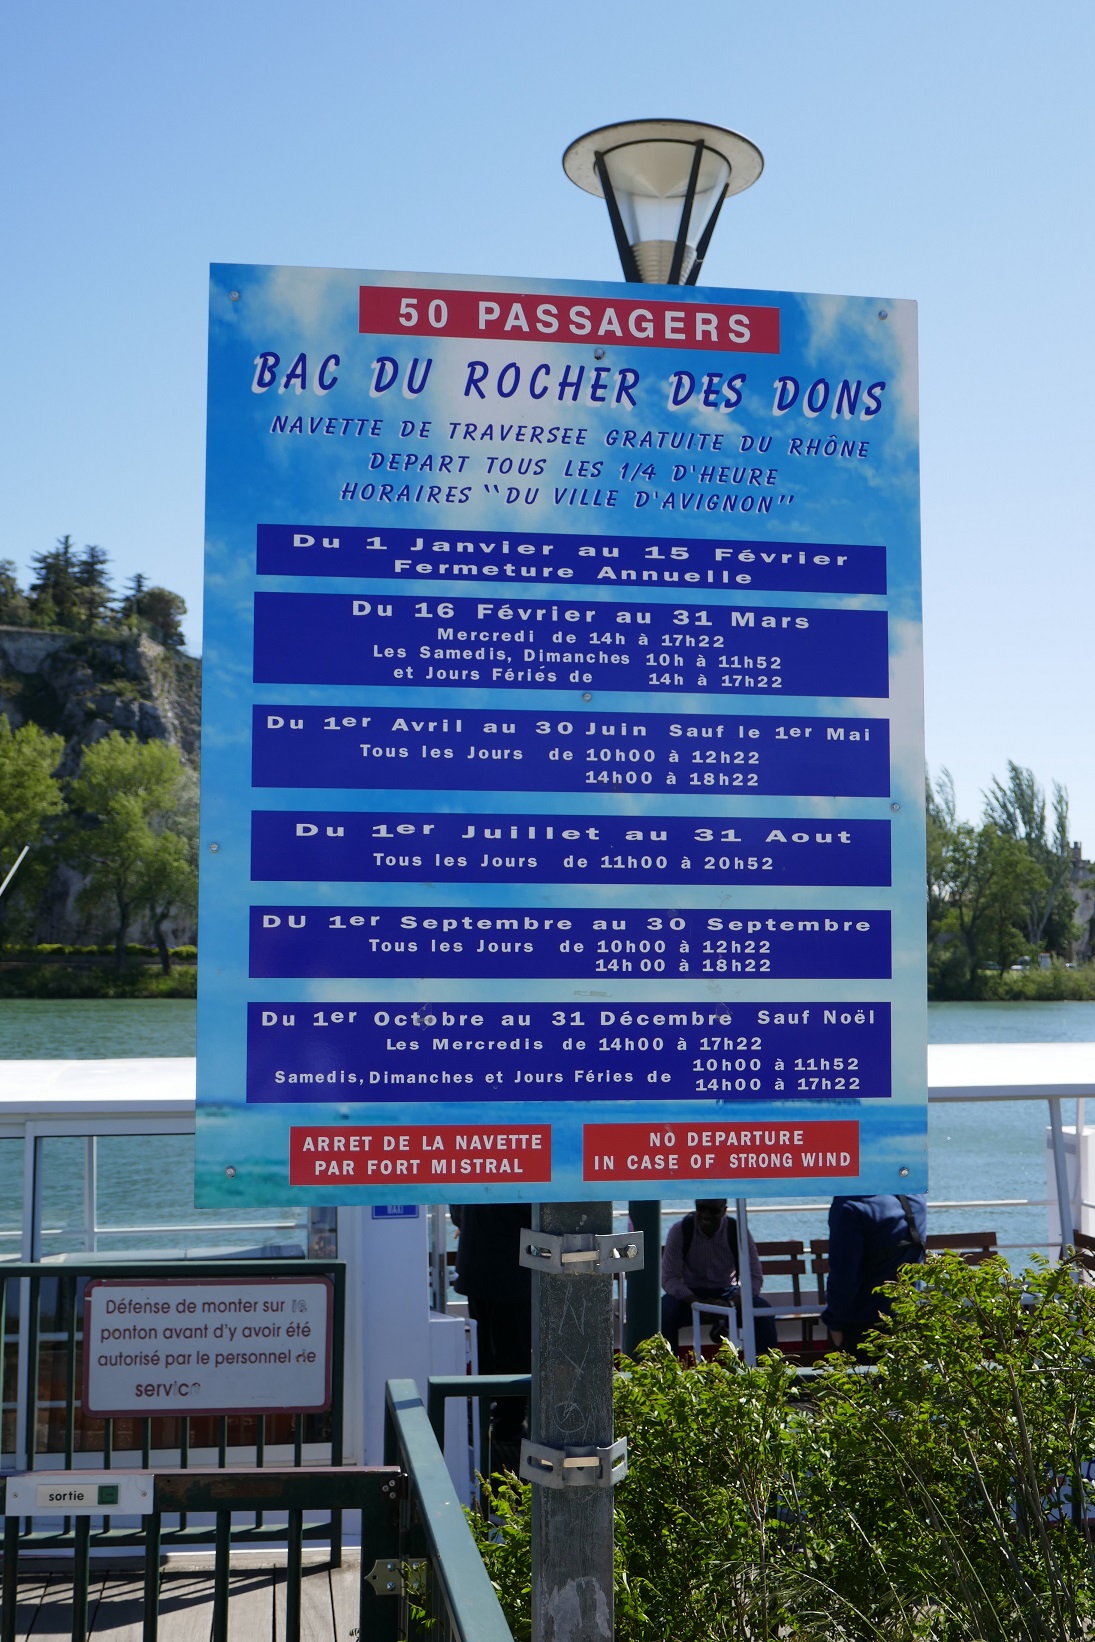 50 PASSAGERS
BAC DU ROCHER DES DONS
NAVETTE DE TRAVERSEE GRATUITE DU RHÔNE
DEPART TOUS LES 1/4 D'HEURE
HORAIRES "DU VILLE D'AVIGNON"
Du 1 Janvier au 15 Février
Fermeture Annuelle
Du 16 Février au 31 Mars
Mercredi de 14h à 17h22
Les Samedis, Dimanches 10h à 11h52
et Jours Fériés de 14h à 17h22
Du 1er Avril au 30 Juin Sauf le 1er Mai
Tous les Jours de 10h00 à 12h22
14h00 à 18h22
Du 1er Juillet au 31 Aout
Tous les Jours de 11h00 à 20h52
DU 1er Septembre au 30 Septembre
Tous les Jours de 10h00 à 12h22
14h00 à 18h22
Du 1er Octobre au 31 Décembre Sauf Noël
Les Mercredis de 14h00 à 17h22
10h00 à 11h52
Samedis, Dimanches et Jours Féries de
14h00 à 17h22
ARRET DE LA NAVETTE
PAR FORT MISTRAL
NO DEPARTURE
IN CASE OF STRONG WIND
Défense de monter sur le
ponton avant d'y avoir été
autorisé par le personnel de
service
sortie